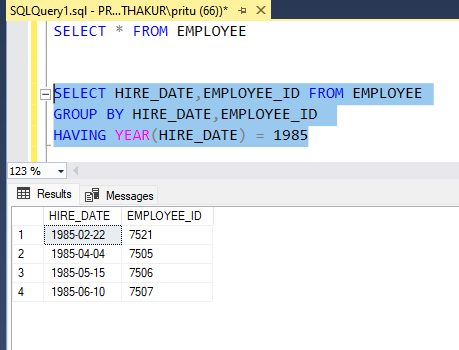 SQLQuery1.sql - PR...THAKUR\pritu (66))*
SELECT * FROM EMPLOYEE
SELECT HIRE_DATE,EMPLOYEE_ID FROM EMPLOYEE
GROUP BY HIRE_DATE,EMPLOYEE_ID
HAVING YEAR(HIRE_DATE) = 1985
123 %
Results Messages
HIRE_DATE EMPLOYEE_ID
1 1985-02-22 7521
2 1985-04-04 7505
3 1985-05-15 7506
4 1985-06-10 7507